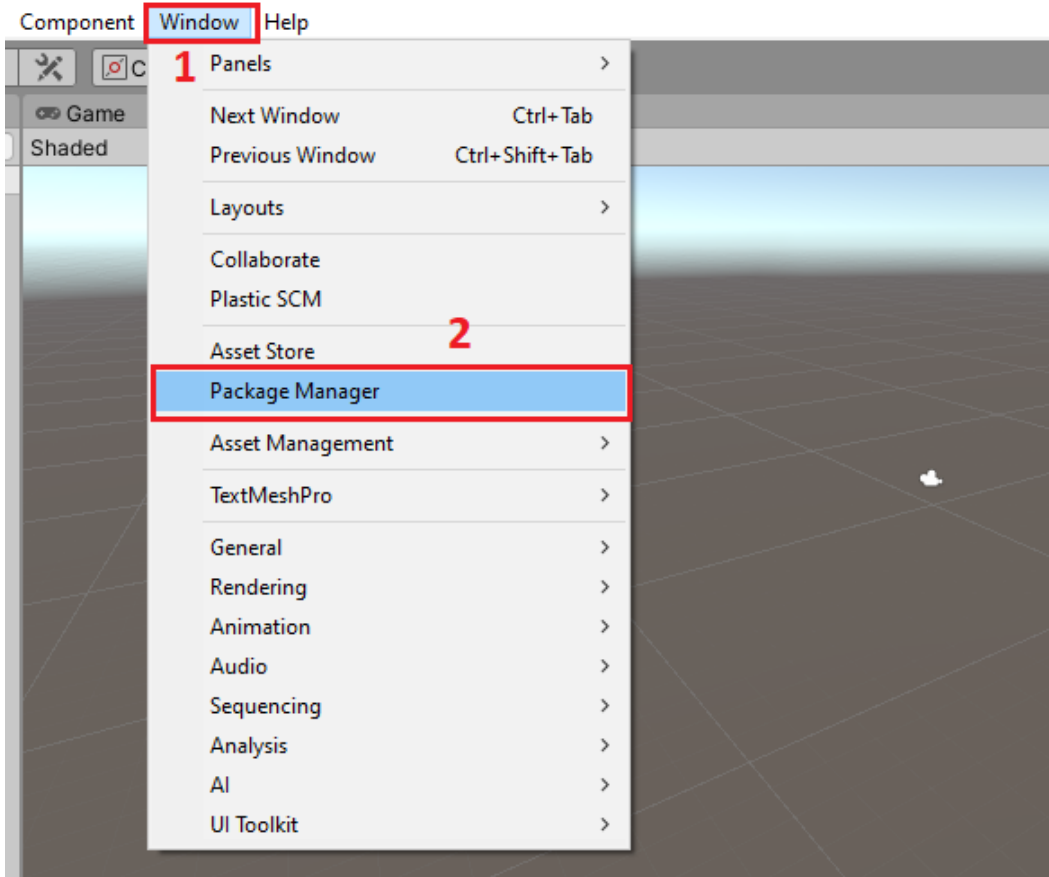 Component Window Help
1
C
Game
Shaded
Panels
Next Window Ctrl+Tab
Previous Window Ctrl+Shift+Tab
Layouts
Collaborate
Plastic SCM
2
Asset Store
Package Manager
Asset Management
TextMeshPro
General
Rendering
Animation
Audio
Sequencing
Analysis
AI
UI Toolkit